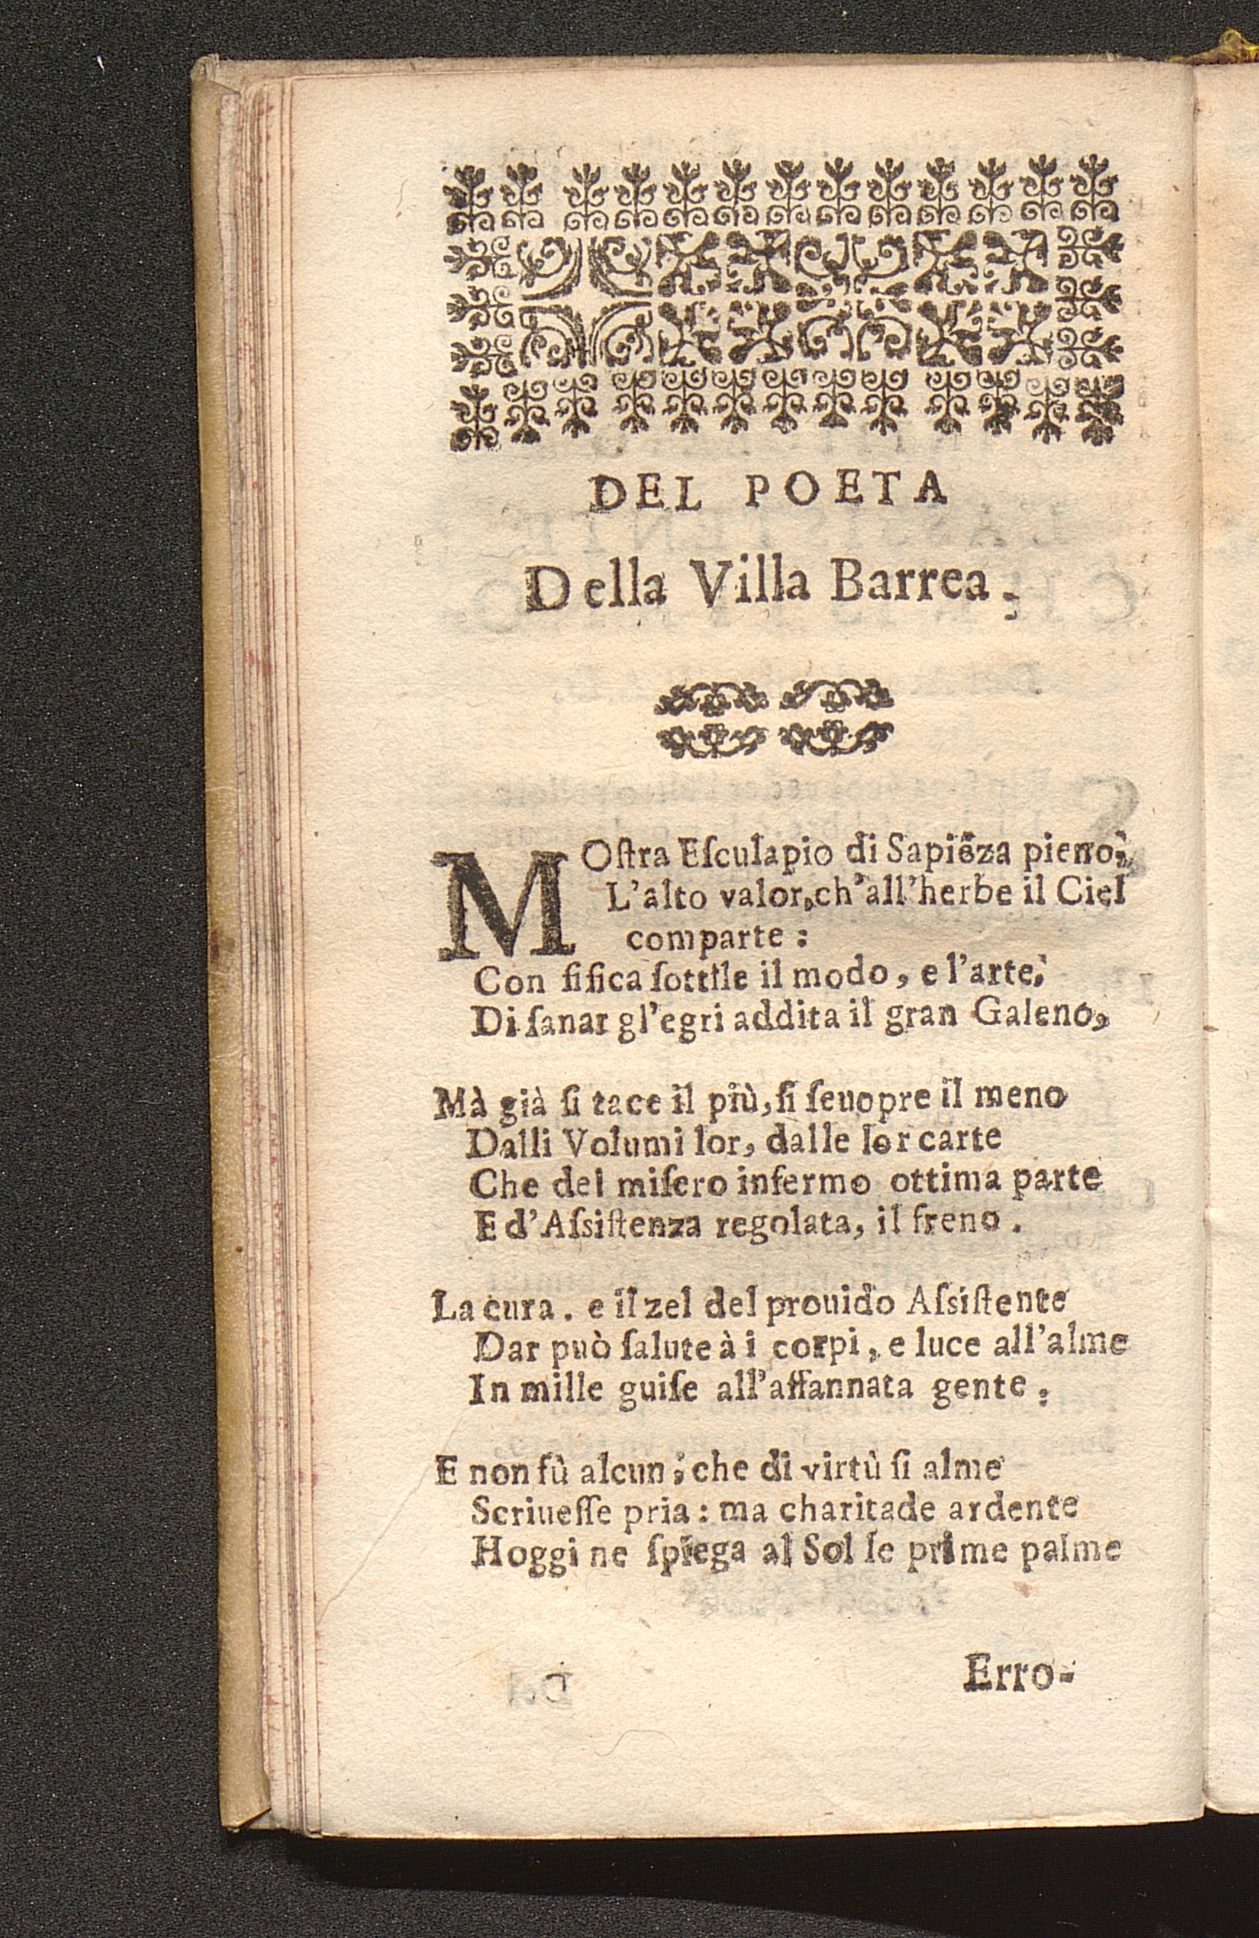 DEL POETA
Della Villa Barrea.
MOſtra Eſculapio di Sapiẽza pieno,
L'alto valor, ch'all'herbe il Ciel
comparte:
Con fiſica ſottile il modo, e l'arte,
Di ſanar gl'egri addita il gran Galeno,
Mà già ſi tace il più, ſi ſeuopre il meno
Dalli Volumi lor, dalle lor carte
Che del miſero infermo ottima parte
E d'Aſsiſtenza regolata, il freno.
La cura. e il zel del prouido Aſsiſtente
Dar può ſalute à i corpi, e luce all'alme
In mille guiſe all'affannata gente.
E non fù alcun, che di virtù ſi alme
Scriueſſe pria: ma charitade ardente
Hoggi ne ſpiega al Sol le prime palme
Erro-